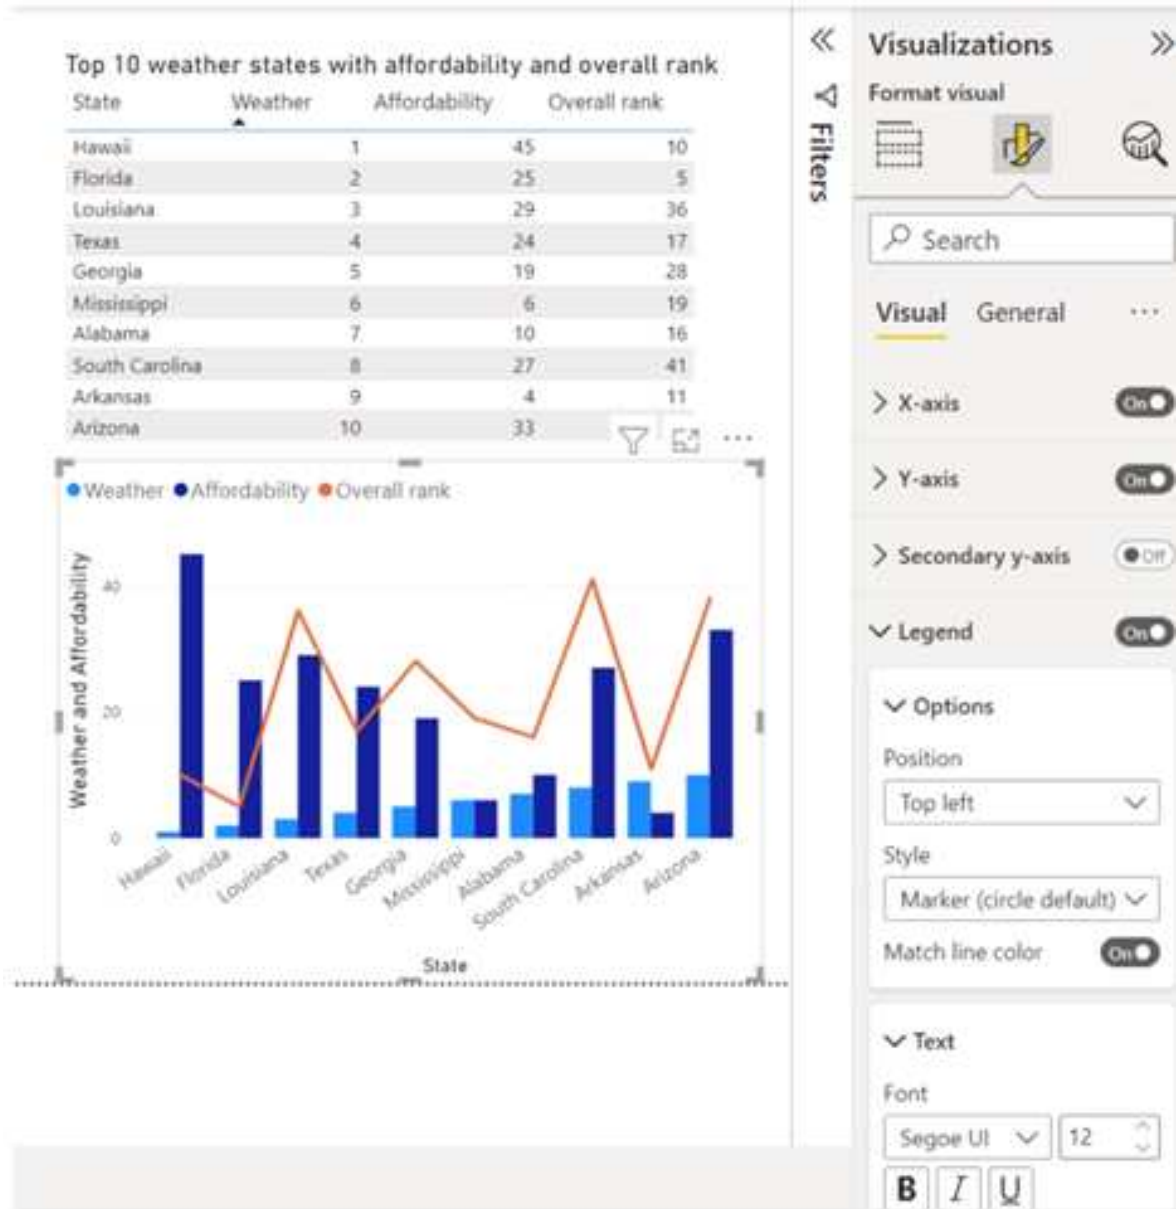 Top 10 weather states with affordability and overall rank
State Weather Affordability Overall rank
Hawaii 1 45 10
Florida 2 25 5
Louisiana 3 29 36
Texas 4 24 17
Georgia 5 19 28
Mississippi 6 6 19
Alabama 7 10 16
South Carolina 8 27 41
Arkansas 9 4 11
Arizona 10 33
Weather Affordability Overall rank
Weather and Affordability
40
20
0
Hawaii Florida Louisiana Texas Georgia Mississippi Alabama South Carolina Arkansas Arizona
State
Filters
Visualizations
Format visual
Search
Visual General
X-axis On
Y-axis On
Secondary y-axis Off
Legend On
Options
Position
Top left
Style
Marker (circle default)
Match line color On
Text
Font
Segoe UI 12
B I U